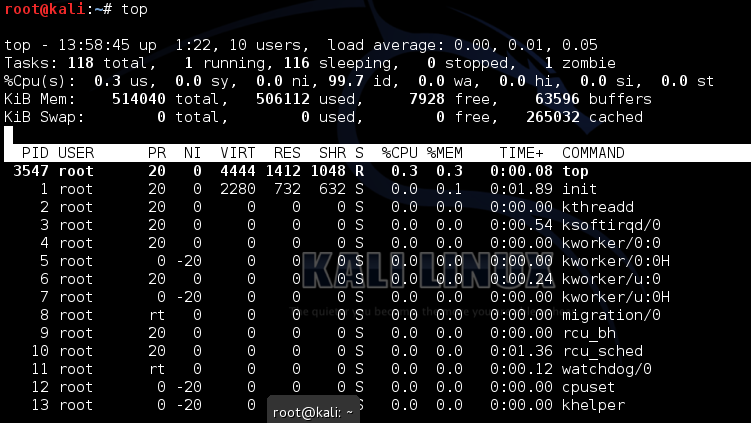 root@kali:~# top
top - 13:58:45 up  1:22, 10 users,  load average: 0.00, 0.01, 0.05
Tasks: 118 total,   1 running, 116 sleeping,   0 stopped,   1 zombie
%Cpu(s):  0.3 us,  0.0 sy,  0.0 ni, 99.7 id,  0.0 wa,  0.0 hi,  0.0 si,  0.0 st
KiB Mem:    514040 total,   506112 used,     7928 free,    63596 buffers
KiB Swap:        0 total,        0 used,        0 free,   265032 cached
PID USER      PR  NI  VIRT  RES  SHR S  %CPU %MEM    TIME+  COMMAND
3547 root      20   0  4444 1412 1048 R   0.3  0.3   0:00.08 top
1 root      20   0  2280  732  632 S   0.0  0.1   0:01.89 init
2 root      20   0     0    0    0 S   0.0  0.0   0:00.00 kthreadd
3 root      20   0     0    0    0 S   0.0  0.0   0:00.54 ksoftirqd/0
4 root      20   0     0    0    0 S   0.0  0.0   0:00.00 kworker/0:0
5 root       0 -20     0    0    0 S   0.0  0.0   0:00.00 kworker/0:0H
6 root      20   0     0    0    0 S   0.0  0.0   0:00.24 kworker/u:0
7 root       0 -20     0    0    0 S   0.0  0.0   0:00.00 kworker/u:0H
8 root      rt   0     0    0    0 S   0.0  0.0   0:00.00 migration/0
9 root      20   0     0    0    0 S   0.0  0.0   0:00.00 rcu_bh
10 root      20   0     0    0    0 S   0.0  0.0   0:01.36 rcu_sched
11 root      rt   0     0    0    0 S   0.0  0.0   0:00.12 watchdog/0
12 root       0 -20     0    0    0 S   0.0  0.0   0:00.00 cpuset
13 root       0 -20     0    0    0 S   0.0  0.0   0:00.00 khelper
KALI LINUX
root@kali: ~